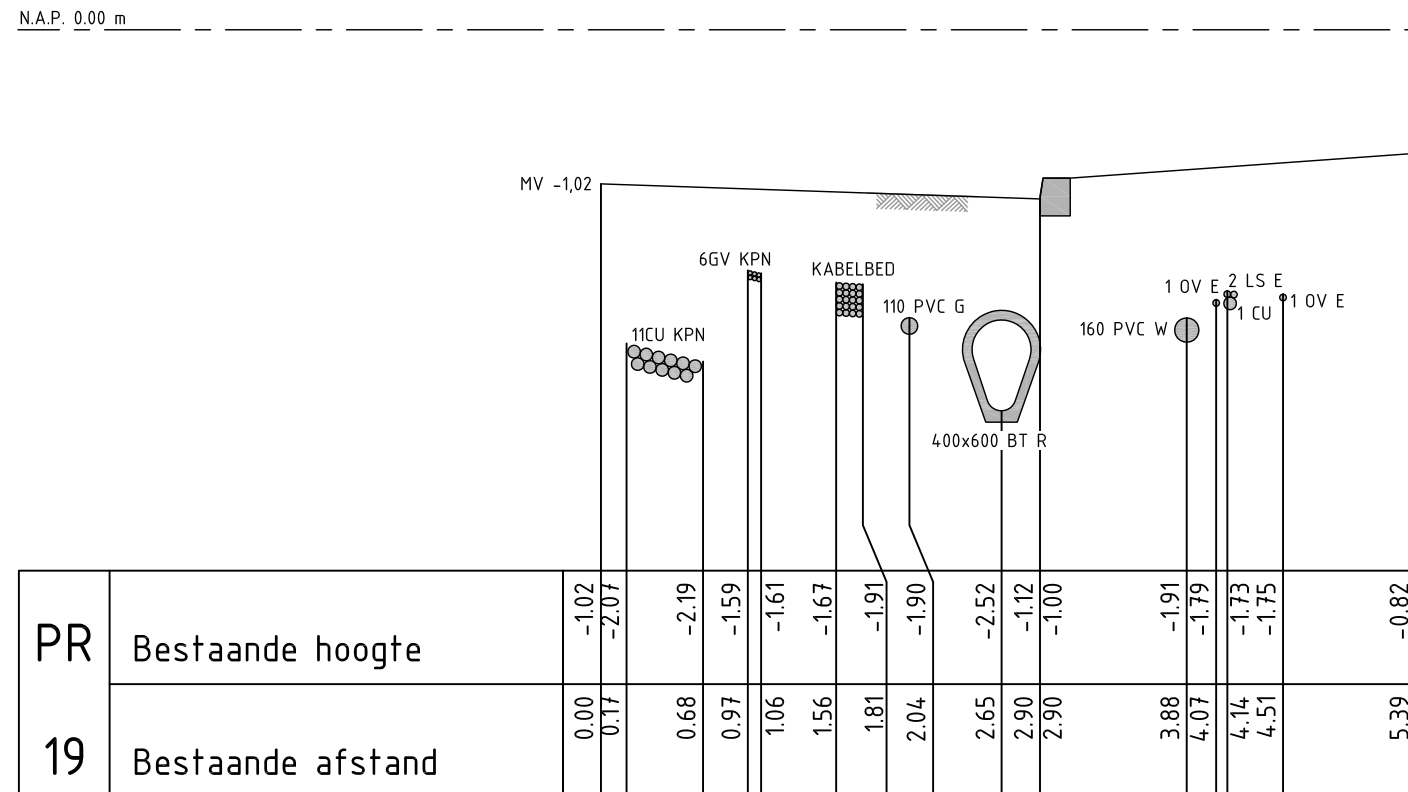 N.A.P. 0.00 m
MV -1,02
6GV KPN
KABELBED
1 OV E
2 LS E
110 PVC G
1 OV E
1 CU
160 PVC W
11CU KPN
400x600 BT R
PR
Bestaande hoogte
-1.02
-2.07
-2.19
-1.59
-1.61
-1.67
-1.91
-1.90
-2.52
-1.12
-1.00
-1.91
-1.79
-1.73
-1.75
-0.82
19
Bestaande afstand
0.00
0.17
0.68
0.97
1.06
1.56
1.81
2.04
2.65
2.90
2.90
3.88
4.07
4.14
4.51
5.39